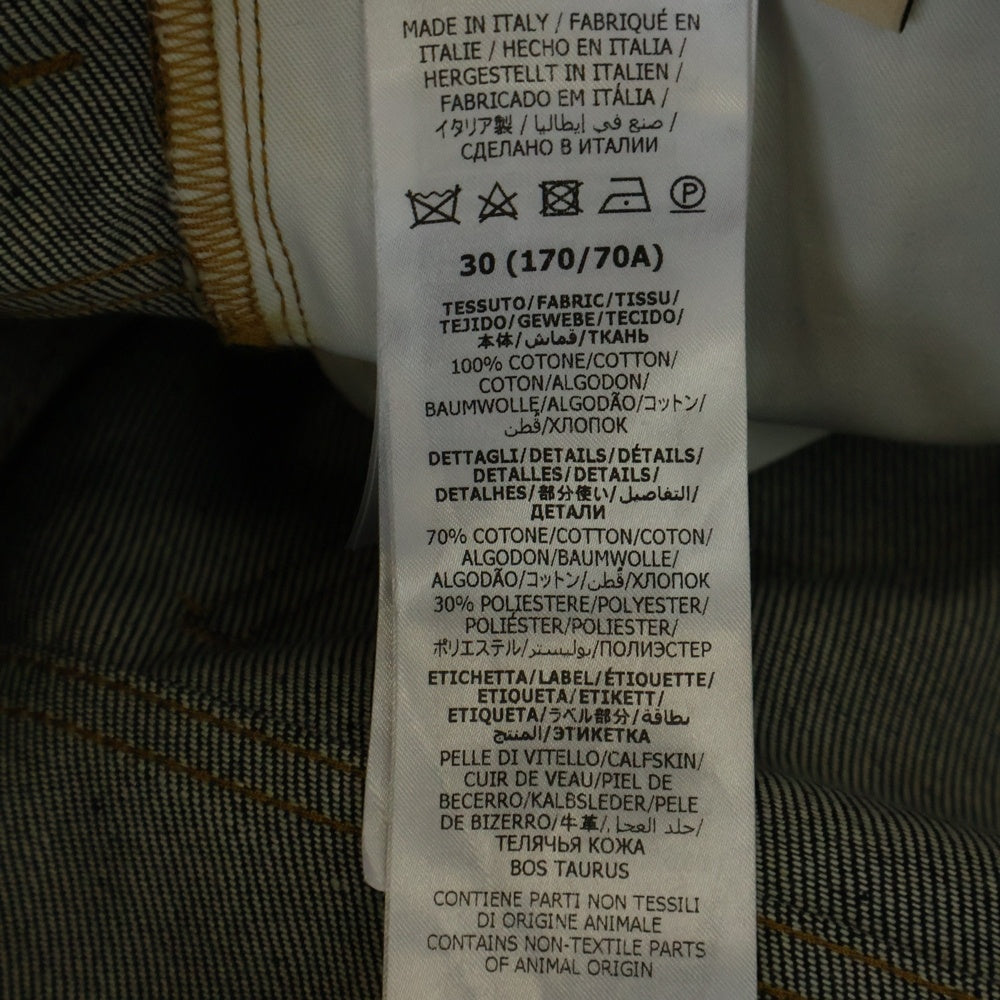 MADE IN ITALY / FABRIQUÉ EN
ITALIE / HECHO EN ITALIA /
HERGESTELLT IN ITALIEN /
FABRICADO EM ITÁLIA /
イタリア製 / صنع في إيطاليا /
СДЕЛАНО В ИТАЛИИ
P
30 (170/70A)
TESSUTO/FABRIC/TISSU/
TEJIDO/GEWEBE/TECIDO/
本体/قماش/ТКАНЬ
100% COTONE/COTTON/
COTON/ALGODON/
BAUMWOLLE/ALGODÃO/コットン/
قطن/ХЛОПОК
DETTAGLI/DETAILS/DÉTAILS/
DETALLES/DETAILS/
DETALHES/部分使い/التفاصيل/
ДЕТАЛИ
70% COTONE/COTTON/COTON/
ALGODON/BAUMWOLLE/
ALGODÃO/コットン/قطن/ХЛОПОК
30% POLIESTERE/POLYESTER/
POLIÉSTER/POLIESTER/
ポリエステル/بوليستر/ПОЛИЭСТЕР
ETICHETTA/LABEL/ÉTIQUETTE/
ETIQUETA/ETIKETT/
ETIQUETA/ラベル部分/بطاقة
المنتج/ЭТИКЕТКА
PELLE DI VITELLO/CALFSKIN/
CUIR DE VEAU/PIEL DE
BECERRO/KALBSLEDER/PELE
DE BIZERRO/牛革/جلد العجل/
ТЕЛЯЧЬЯ КОЖА
BOS TAURUS
CONTIENE PARTI NON TESSILI
DI ORIGINE ANIMALE
CONTAINS NON-TEXTILE PARTS
OF ANIMAL ORIGIN